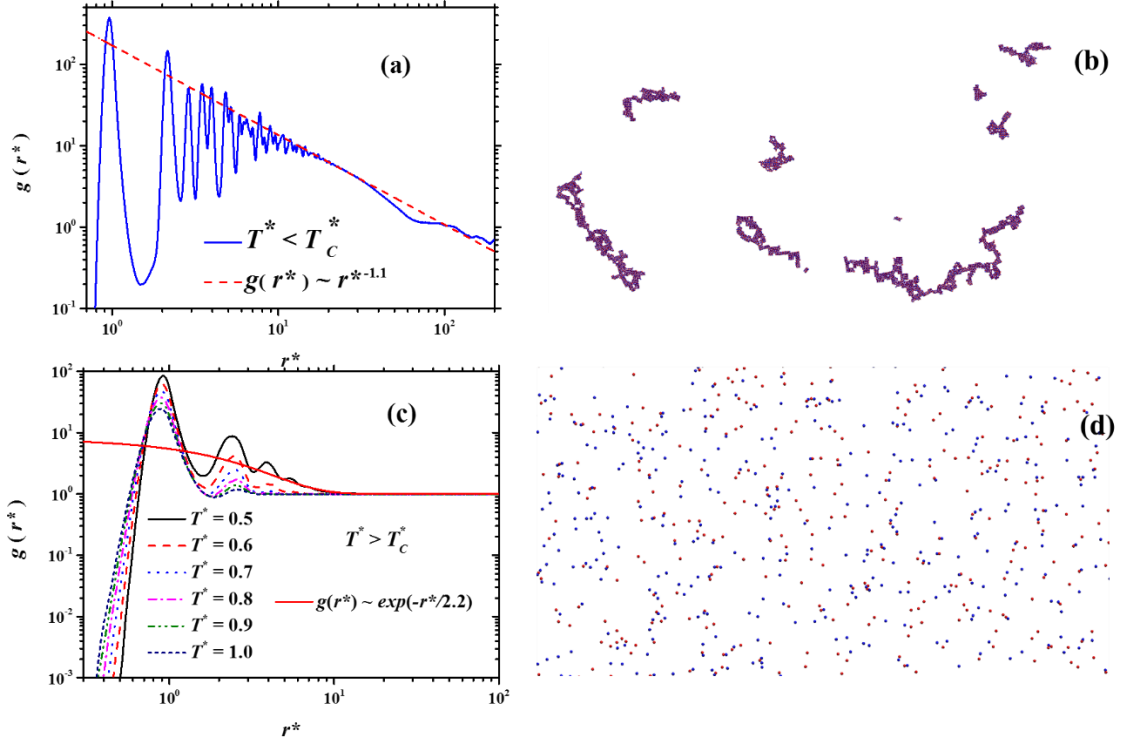 (a)
g ( r* )
10^2
10^1
10^0
10^-1
T* < T_C*
g( r* ) ~ r*^-1.1
10^0
10^1
10^2
r*
(b)
(c)
g ( r* )
10^2
10^1
10^0
10^-1
10^-2
10^-3
T* = 0.5
T* = 0.6
T* = 0.7
T* = 0.8
T* = 0.9
T* = 1.0
T* > T_C*
g(r*) ~ exp(-r*/2.2)
10^0
10^1
10^2
r*
(d)